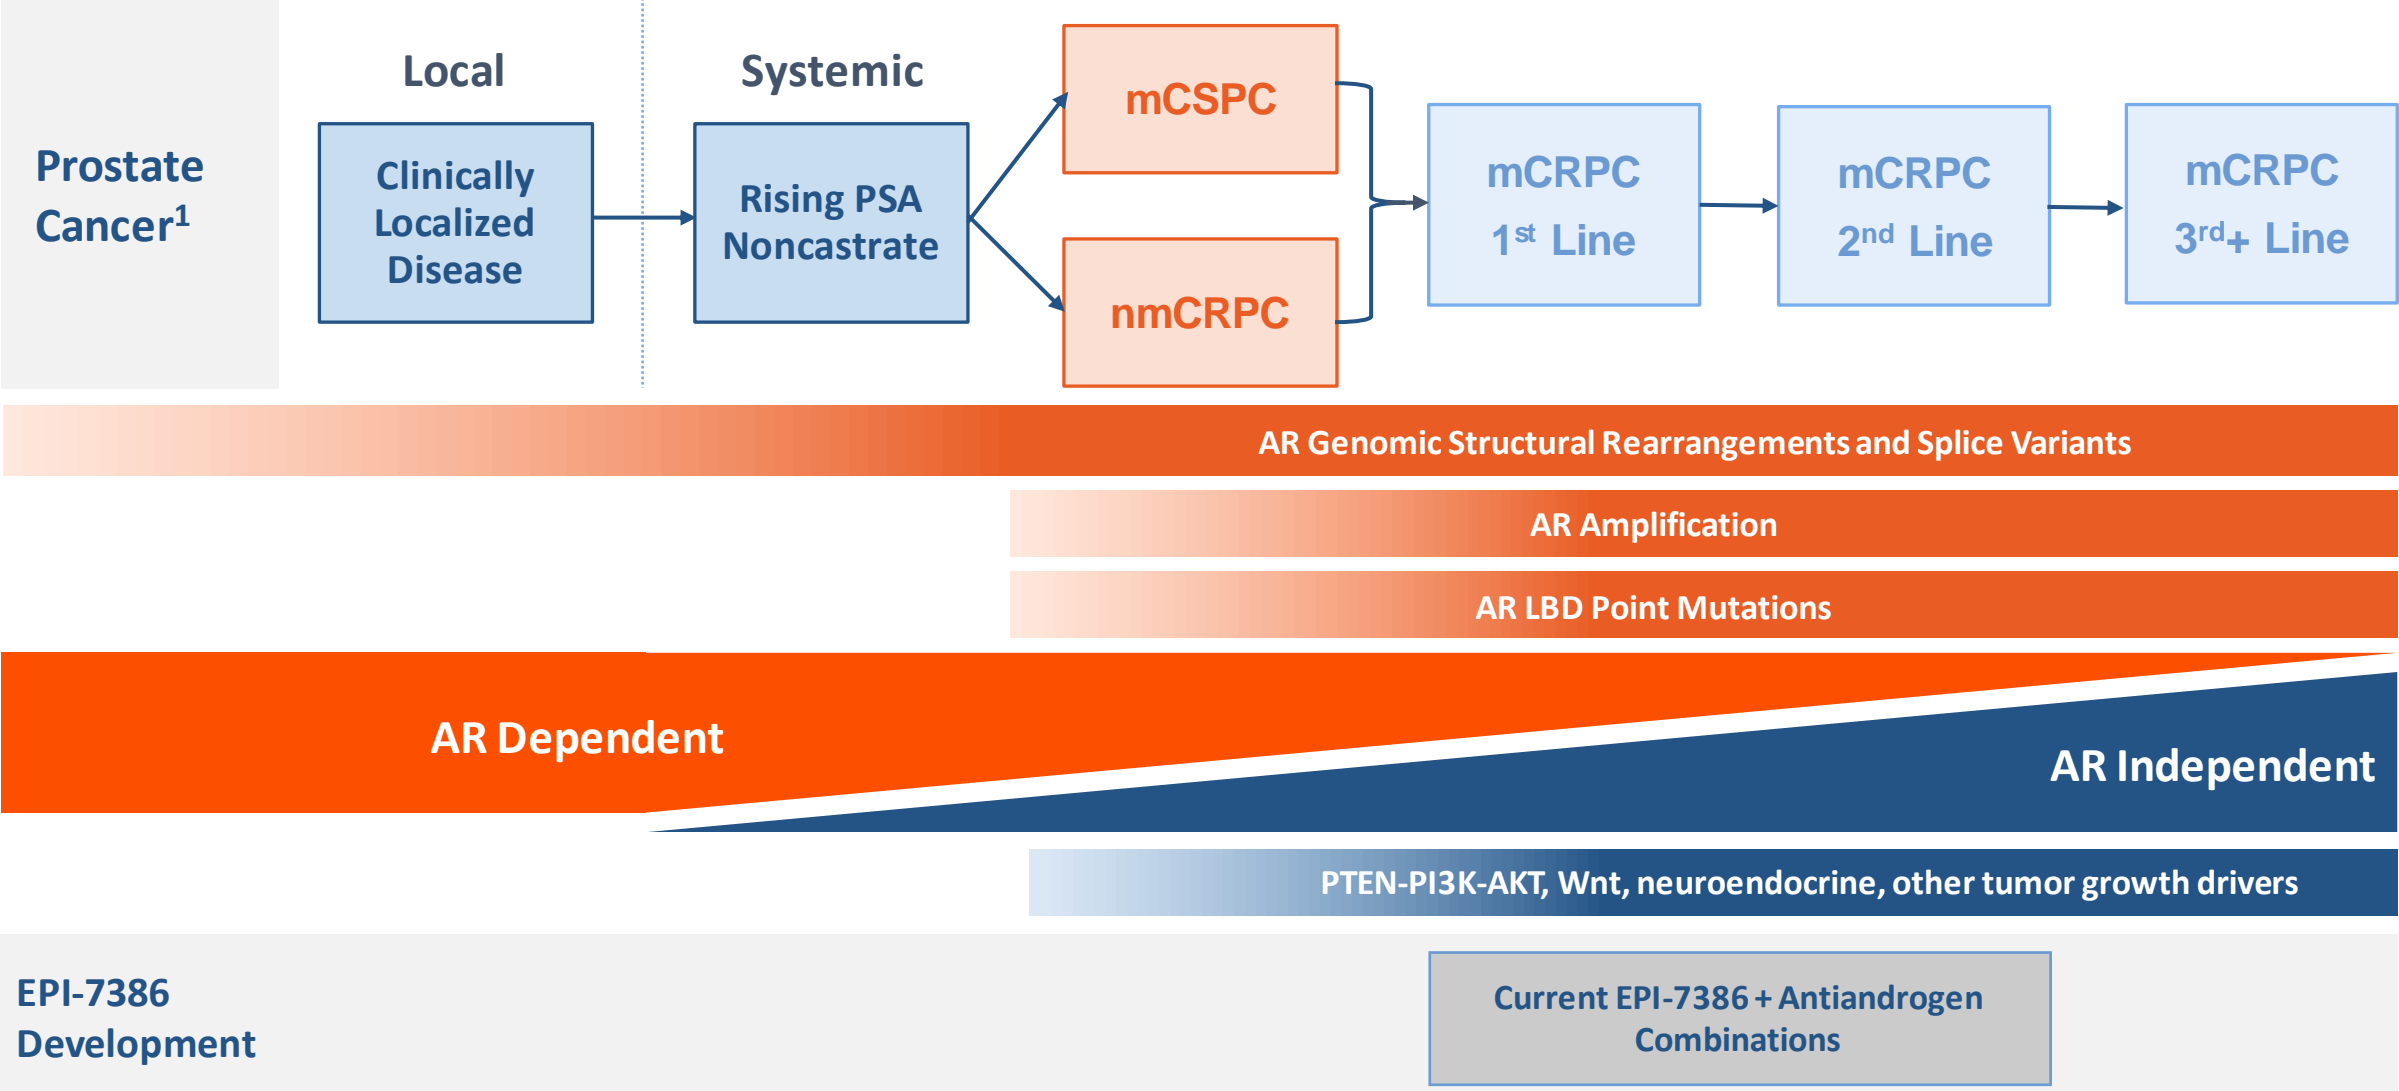 Prostate
Cancer1
Local
Systemic
Clinically
Localized
Disease
Rising PSA
Noncastrate
mCSPC
nmCRPC
mCRPC
1st Line
mCRPC
2nd Line
mCRPC
3rd+ Line
AR Genomic Structural Rearrangements and Splice Variants
AR Amplification
AR LBD Point Mutations
AR Dependent
AR Independent
PTEN-PI3K-AKT, Wnt, neuroendocrine, other tumor growth drivers
EPI-7386
Development
Current EPI-7386 + Antiandrogen
Combinations